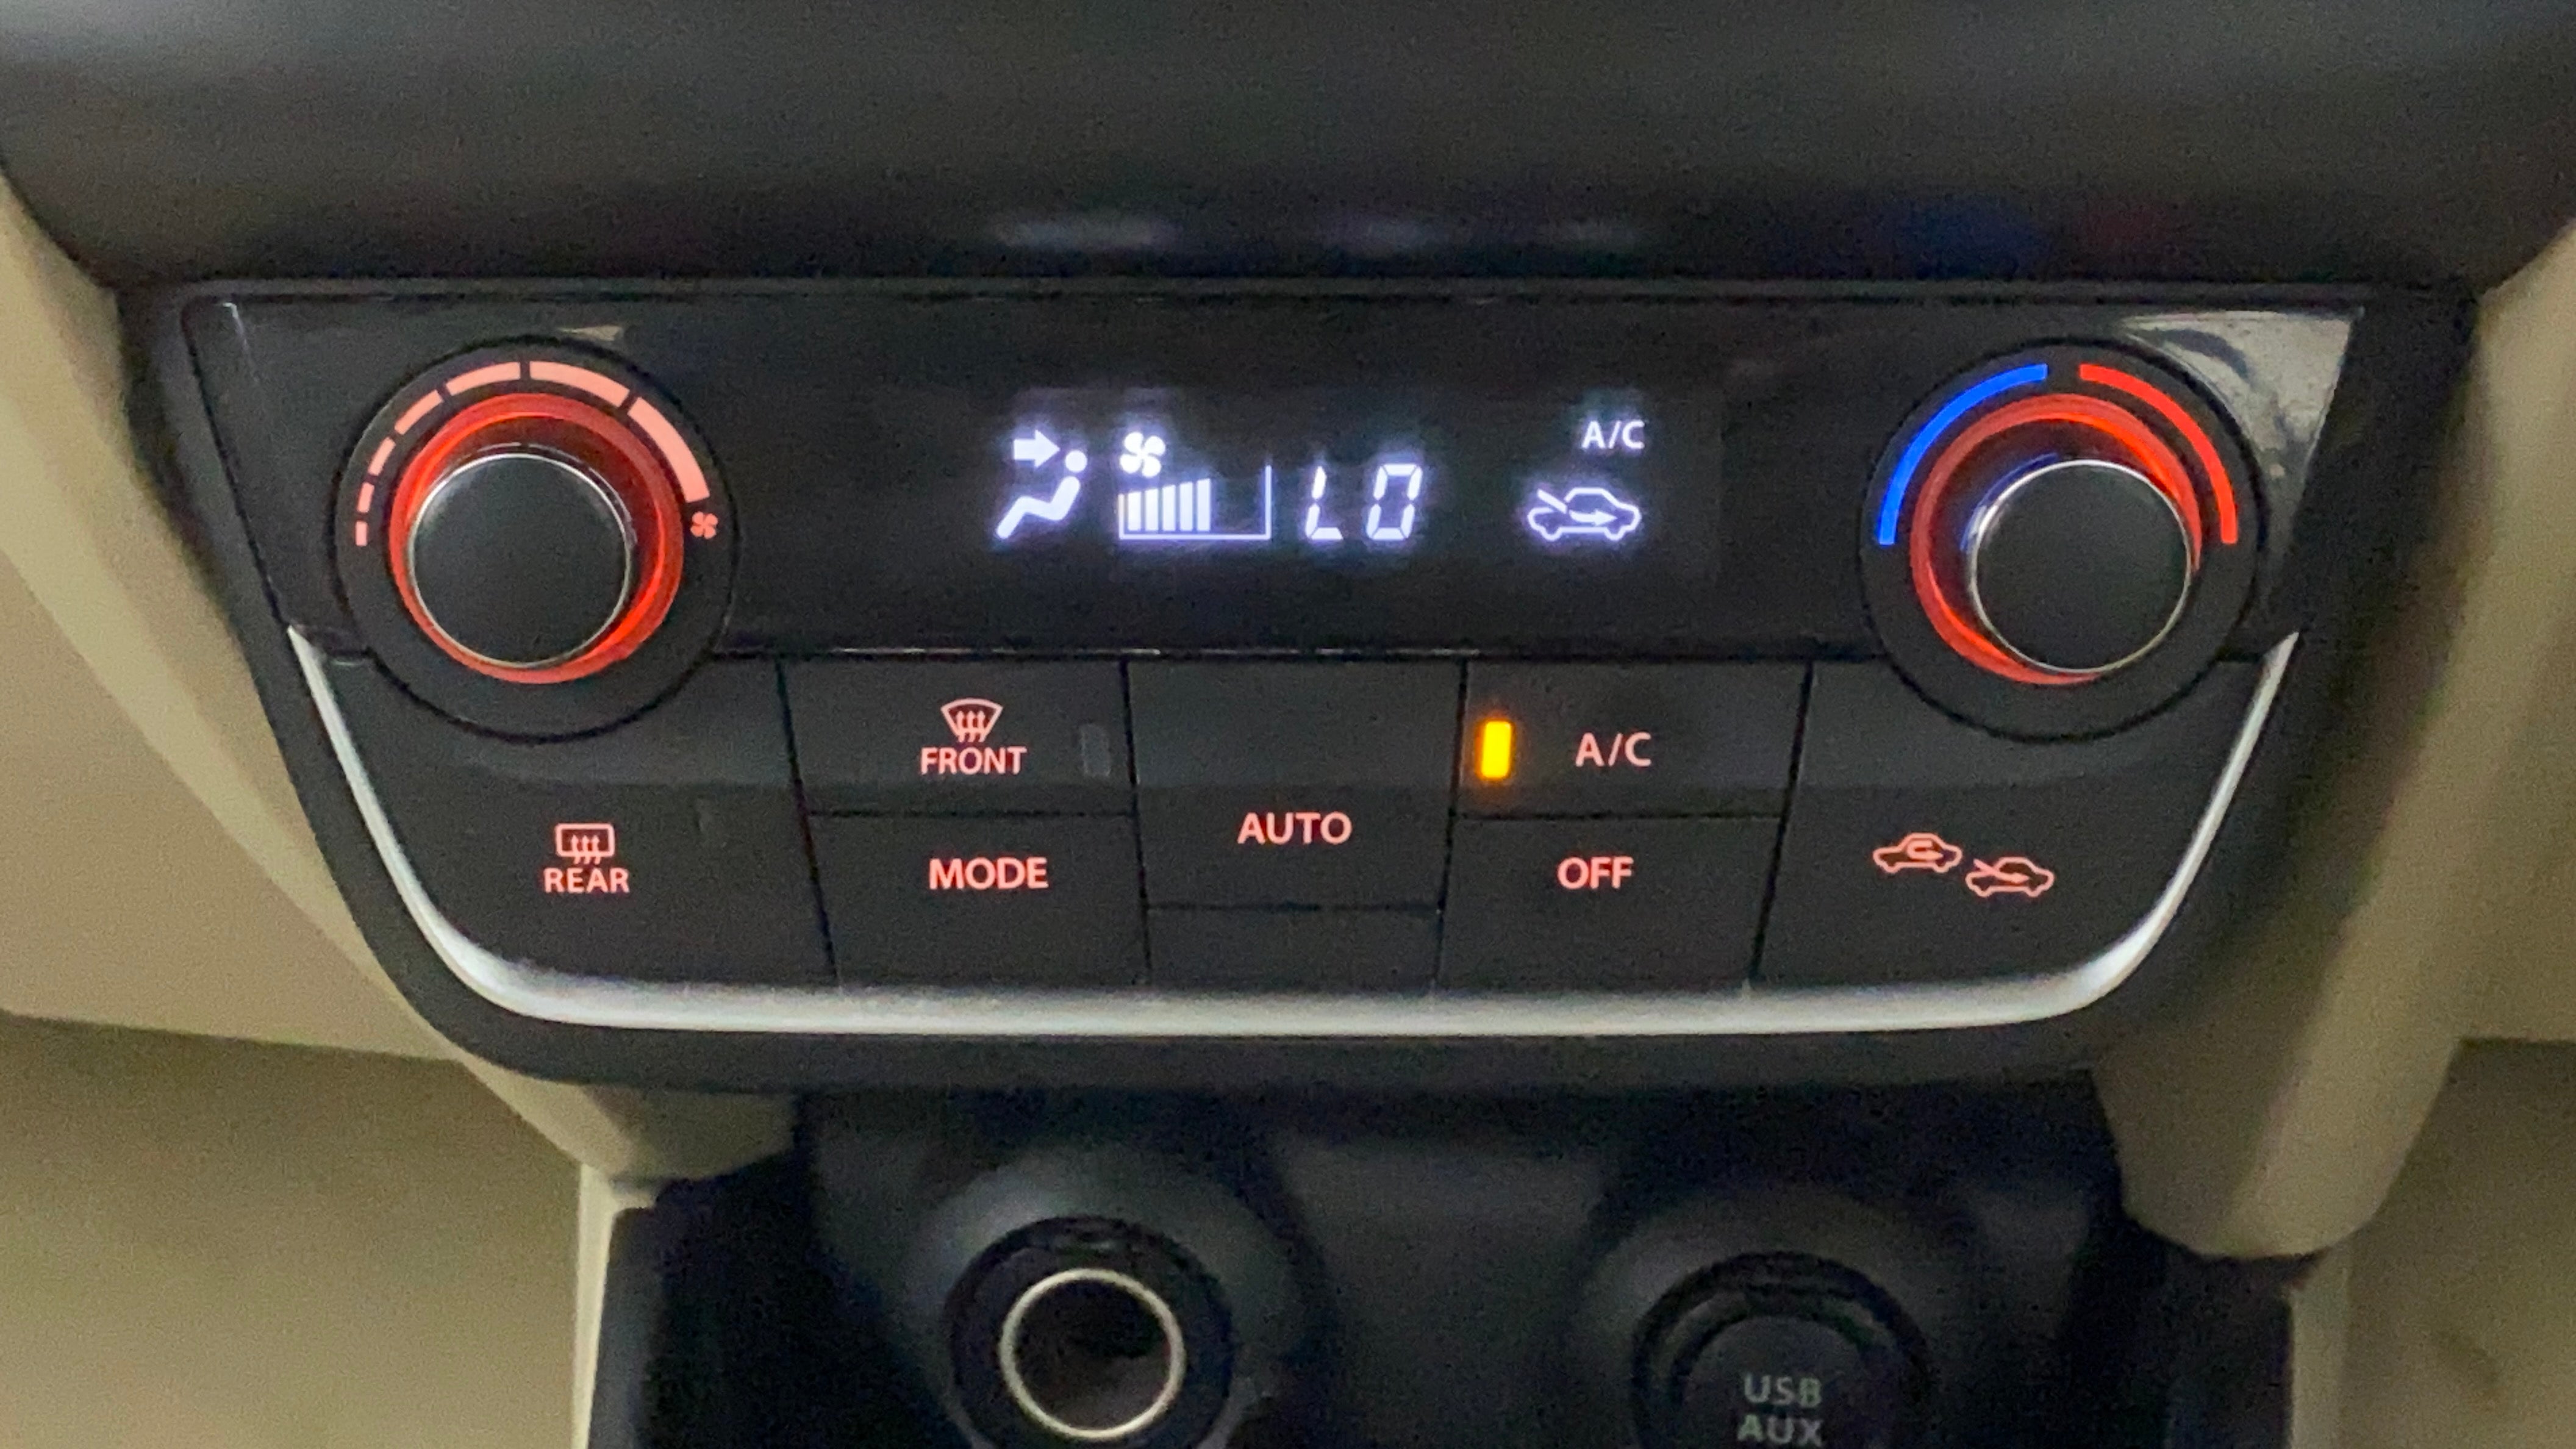 A/C
LO
FRONT
A/C
AUTO
REAR
MODE
OFF
USB
AUX